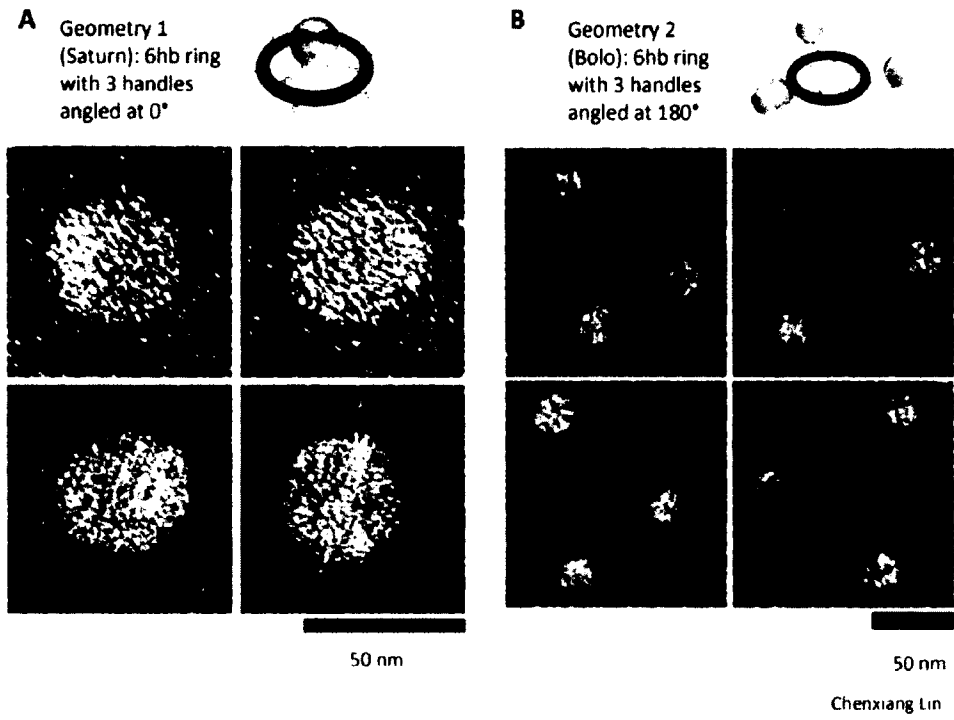 A
Geometry 1
(Saturn): 6hb ring
with 3 handles
angled at 0°
B
Geometry 2
(Bolo): 6hb ring
with 3 handles
angled at 180°
50 nm
50 nm
Chenxiang Lin